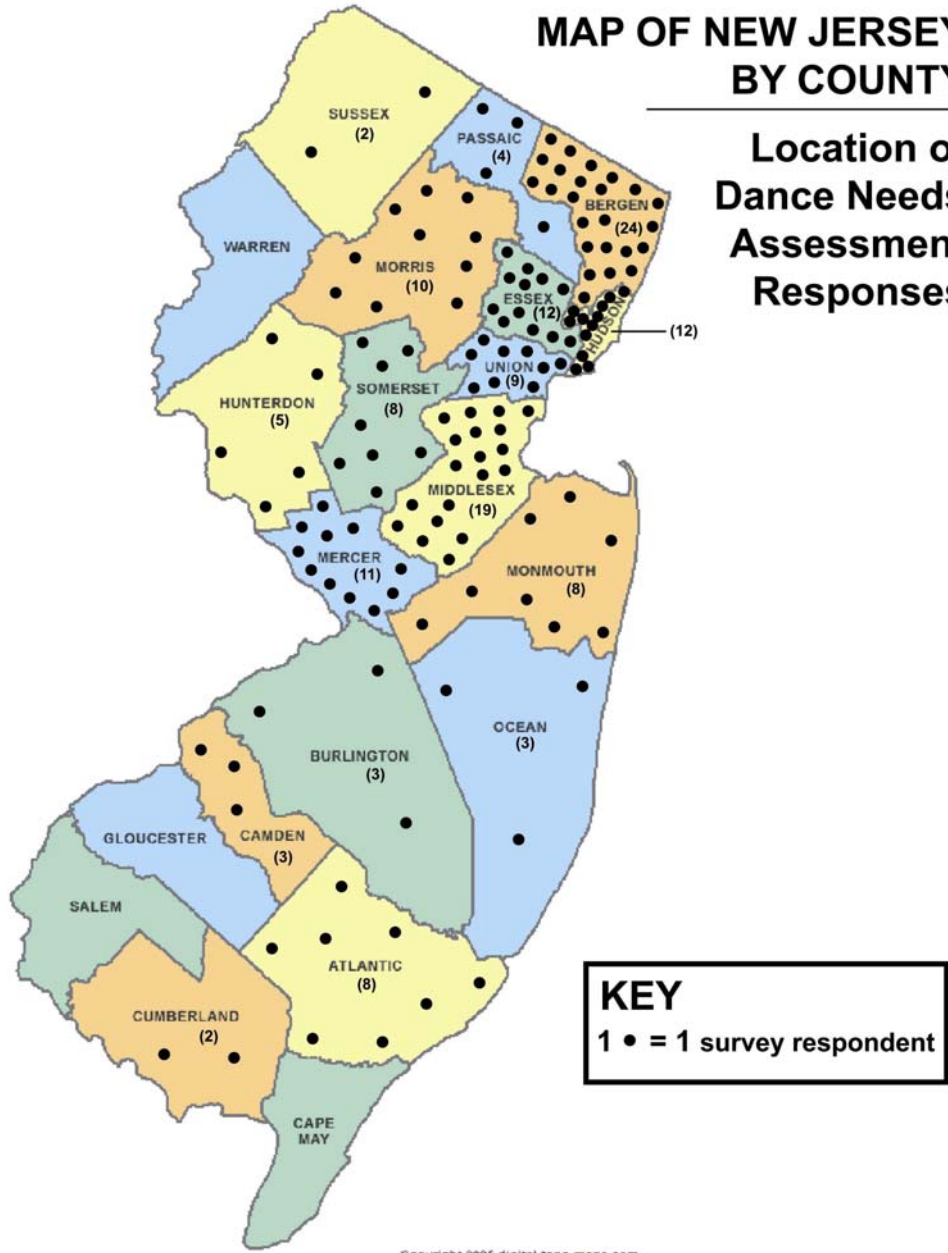 MAP OF NEW JERSEY
BY COUNTY
Location o
Dance Needs
Assessmen
Responses
SUSSEX
(2)
PASSAIC
(4)
BERGEN
(24)
WARREN
MORRIS
(10)
ESSEX
(12)
HUDSON
(12)
UNION
(9)
HUNTERDON
(5)
SOMERSET
(8)
MIDDLESEX
(19)
MERCER
(11)
MONMOUTH
(8)
OCEAN
(3)
BURLINGTON
(3)
CAMDEN
(3)
GLOUCESTER
SALEM
ATLANTIC
(8)
CUMBERLAND
(2)
CAPE
MAY
KEY
1 ● = 1 survey respondent